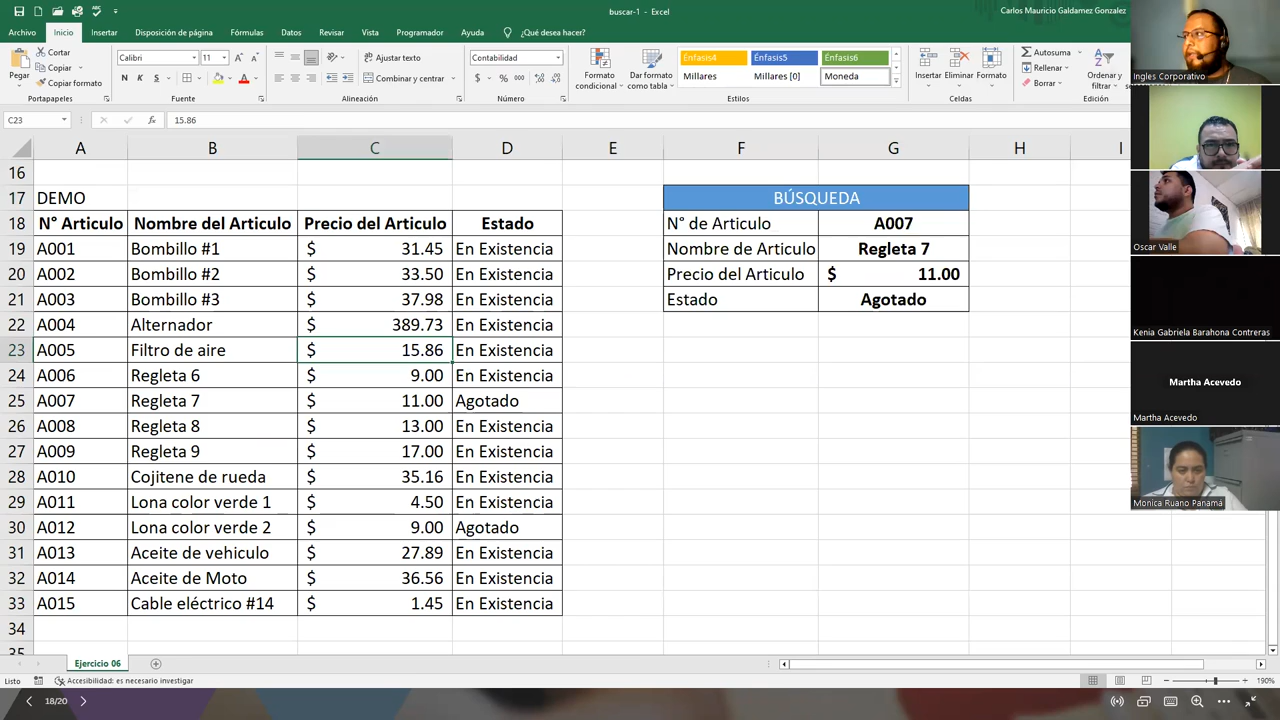 buscar-1 - Excel
Carlos Mauricio Galdamez Gonzalez
Archivo Inicio Insertar Disposición de página Fórmulas Datos Revisar Vista Programador Ayuda ¿Qué desea hacer?
Pegar
Cortar
Copiar
Copiar formato
Portapapeles
Calibri 11
N K S
Fuente
Ajustar texto
Combinar y centrar
Alineación
Contabilidad
$ % 000
Número
Formato condicional
Dar formato como tabla
Énfasis4 Énfasis5 Énfasis6
Millares Millares [0] Moneda
Estilos
Insertar Eliminar Formato
Celdas
Autosuma
Rellenar
Borrar
Ordenar y filtrar
Edición
C23 fx 15.86
A B C D E F G H I
16
17 DEMO BÚSQUEDA
18 N° Articulo Nombre del Articulo Precio del Articulo Estado N° de Articulo A007
19 A001 Bombillo #1 $ 31.45 En Existencia Nombre de Articulo Regleta 7
20 A002 Bombillo #2 $ 33.50 En Existencia Precio del Articulo $ 11.00
21 A003 Bombillo #3 $ 37.98 En Existencia Estado Agotado
22 A004 Alternador $ 389.73 En Existencia
23 A005 Filtro de aire $ 15.86 En Existencia
24 A006 Regleta 6 $ 9.00 En Existencia
25 A007 Regleta 7 $ 11.00 Agotado
26 A008 Regleta 8 $ 13.00 En Existencia
27 A009 Regleta 9 $ 17.00 En Existencia
28 A010 Cojitene de rueda $ 35.16 En Existencia
29 A011 Lona color verde 1 $ 4.50 En Existencia
30 A012 Lona color verde 2 $ 9.00 Agotado
31 A013 Aceite de vehiculo $ 27.89 En Existencia
32 A014 Aceite de Moto $ 36.56 En Existencia
33 A015 Cable eléctrico #14 $ 1.45 En Existencia
34
35
Ejercicio 06
Listo Accesibilidad: es necesario investigar
190%
18/20
Ingles Corporativo
Oscar Valle
Kenia Gabriela Barahona Contreras
Martha Acevedo
Martha Acevedo
Monica Ruano Panamá